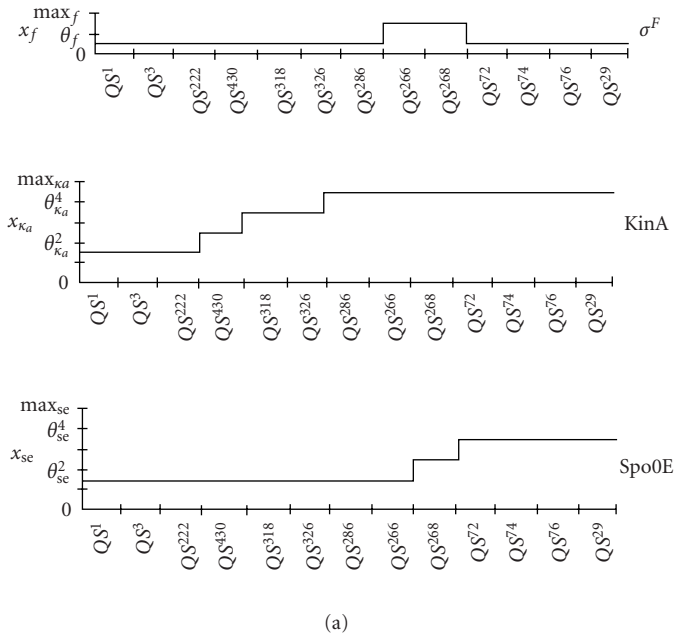 max_f
x_f θ_f σ^F
0
QS^1 QS^3 QS^222 QS^430 QS^318 QS^326 QS^286 QS^266 QS^268 QS^72 QS^74 QS^76 QS^29
max_κa
θ^4_κa
x_κa KinA
θ^2_κa
0
QS^1 QS^3 QS^222 QS^430 QS^318 QS^326 QS^286 QS^266 QS^268 QS^72 QS^74 QS^76 QS^29
max_se
θ^4_se
x_se Spo0E
θ^2_se
0
QS^1 QS^3 QS^222 QS^430 QS^318 QS^326 QS^286 QS^266 QS^268 QS^72 QS^74 QS^76 QS^29
(a)